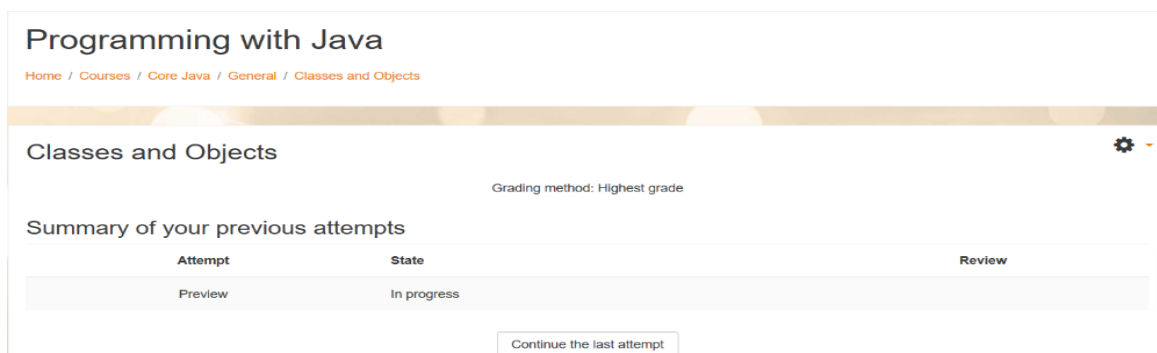 Programming with Java
Home / Courses / Core Java / General / Classes and Objects
Classes and Objects
Grading method: Highest grade
Summary of your previous attempts
Attempt State Review
Preview In progress
Continue the last attempt